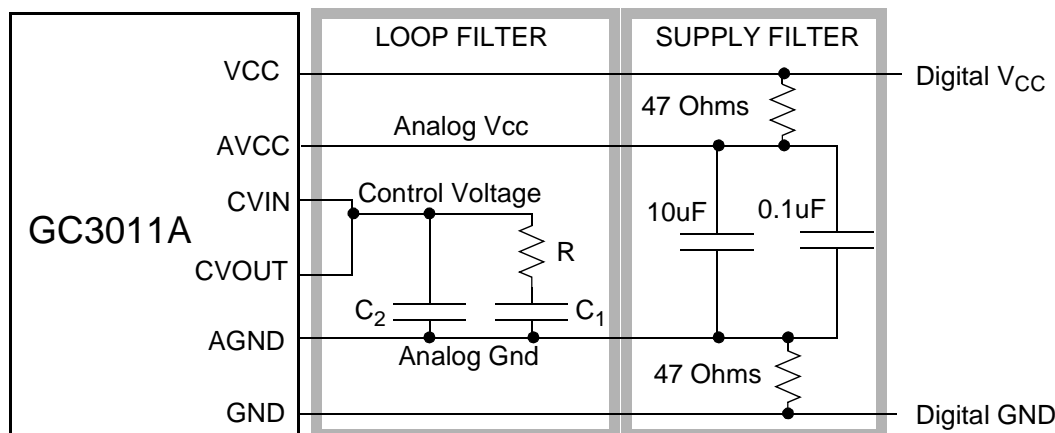 LOOP FILTER
SUPPLY FILTER
VCC
Digital VCC
47 Ohms
Analog Vcc
AVCC
CVIN
Control Voltage
10uF
0.1uF
GC3011A
R
CVOUT
C2
C1
AGND
Analog Gnd
47 Ohms
GND
Digital GND